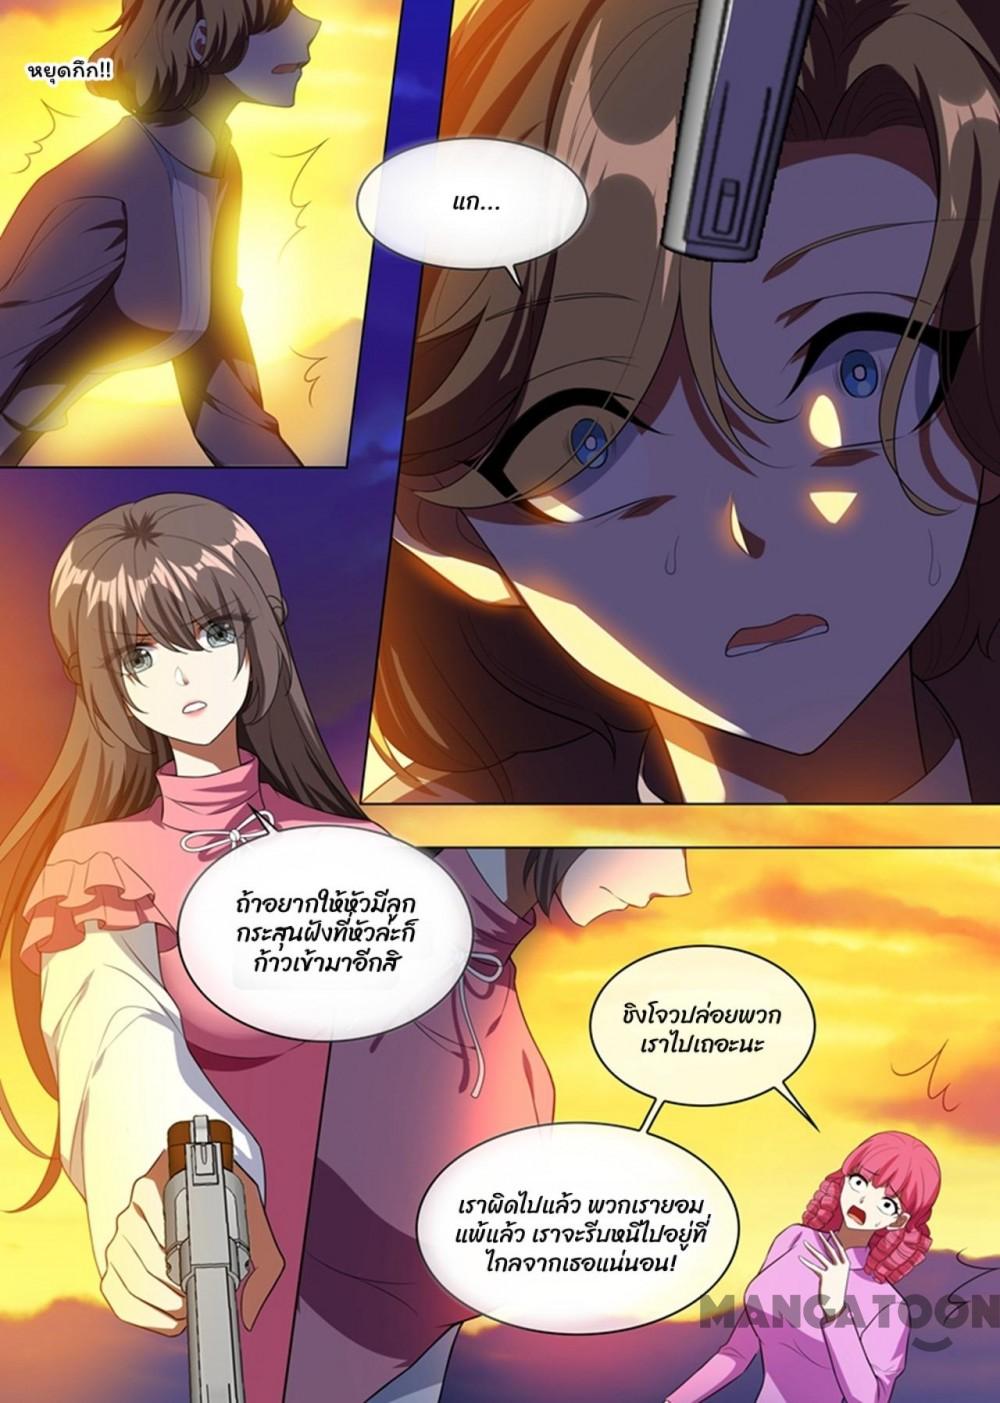 หยุดกึก!!
แก...
ถ้าอยากให้หัวมีลูก
กระสุนฝังที่หัวล่ะก็
ก้าวเข้ามาอีกสิ
ชิงโจวปล่อยพวก
เราไปเถอะนะ
เราผิดไปแล้ว พวกเรายอม
แพ้แล้ว เราจะรีบหนีไปอยู่ที่
ไกลจากเธอแน่นอน!
MANGATOON